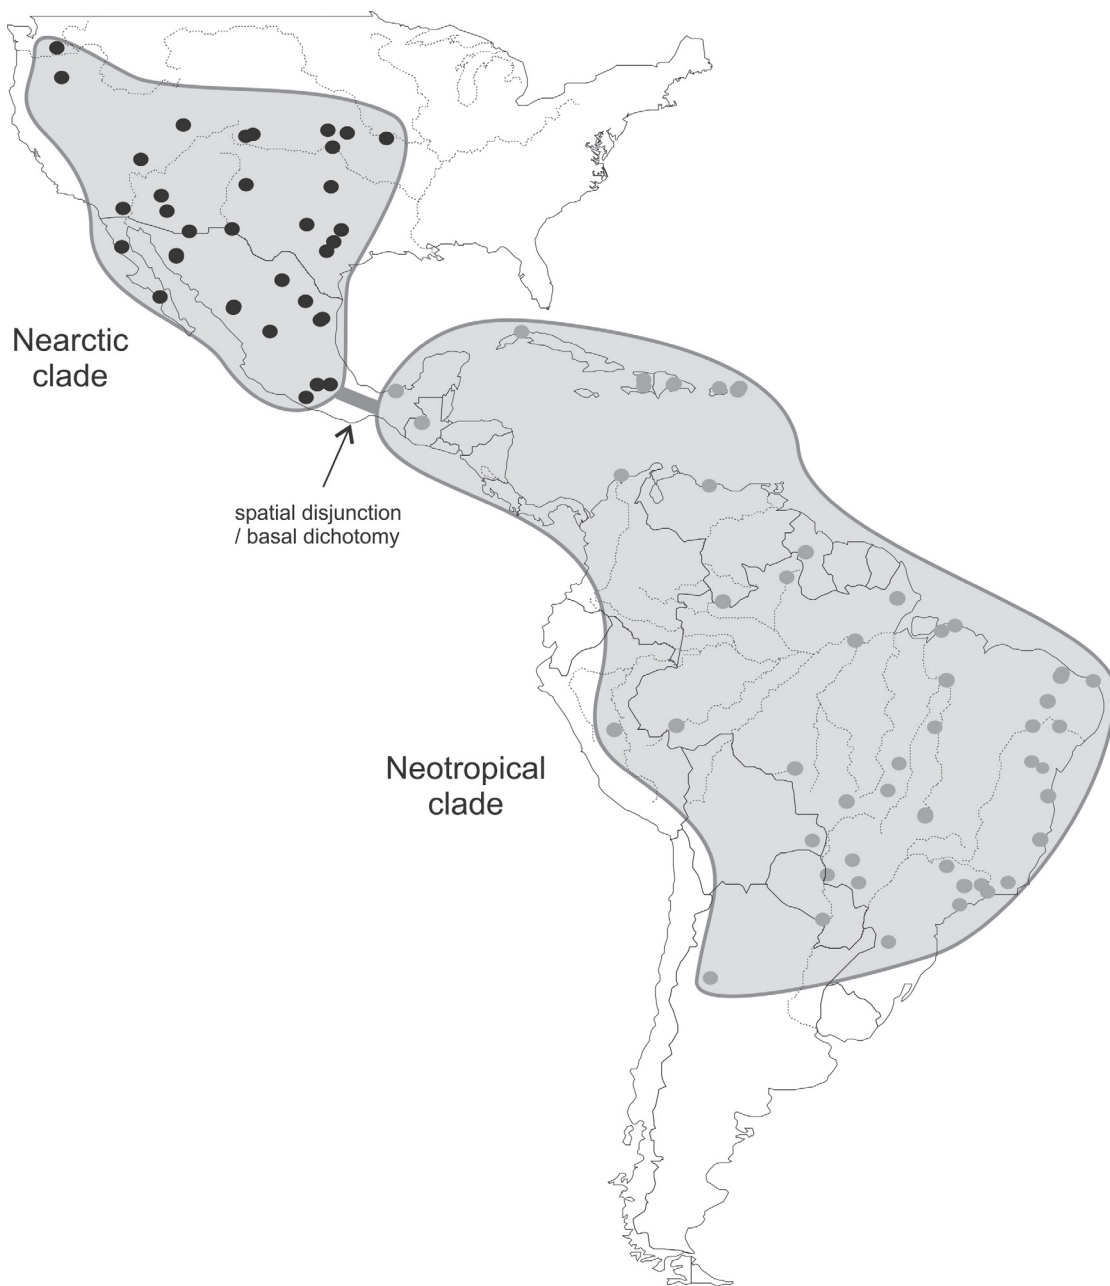 Nearctic
clade
spatial disjunction
/ basal dichotomy
Neotropical
clade